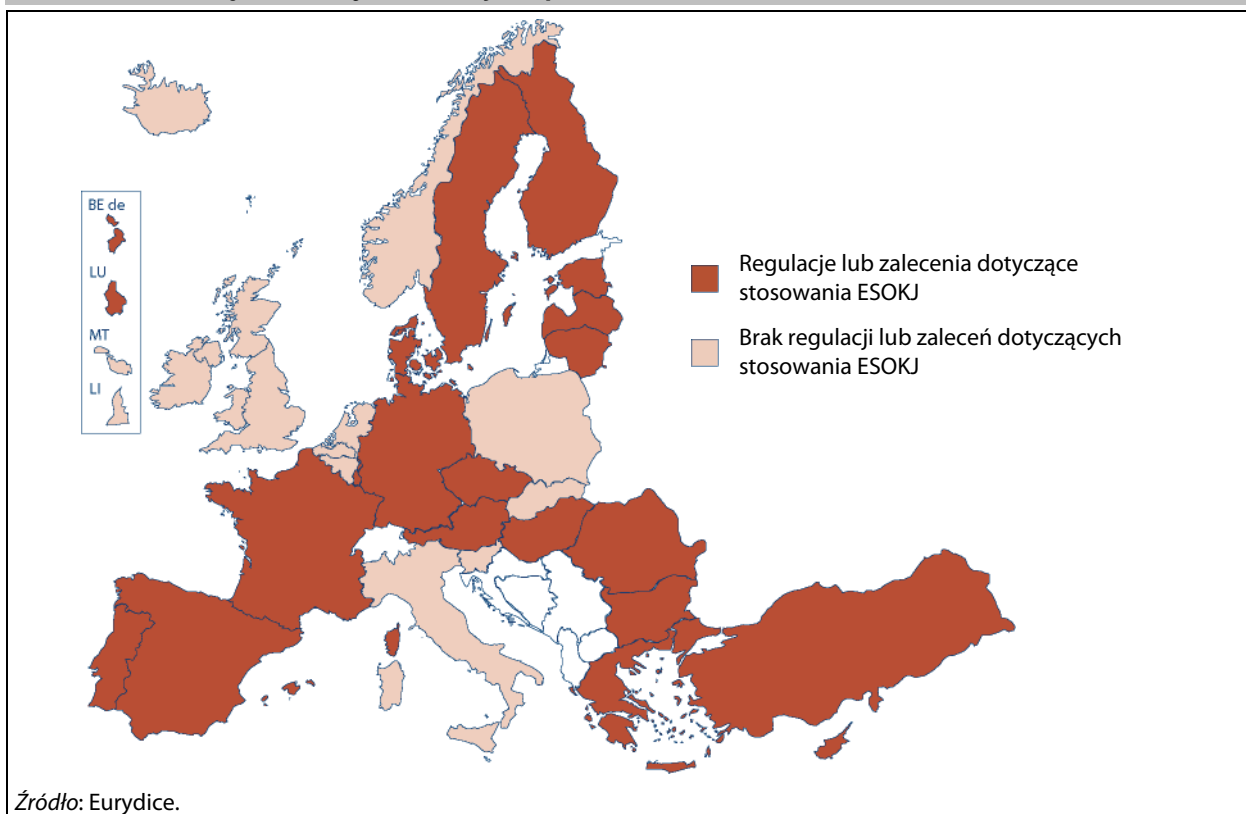 BE de
LU
MT
LI
Regulacje lub zalecenia dotyczące
stosowania ESOKJ
Brak regulacji lub zaleceń dotyczących
stosowania ESOKJ
Źródło: Eurydice.